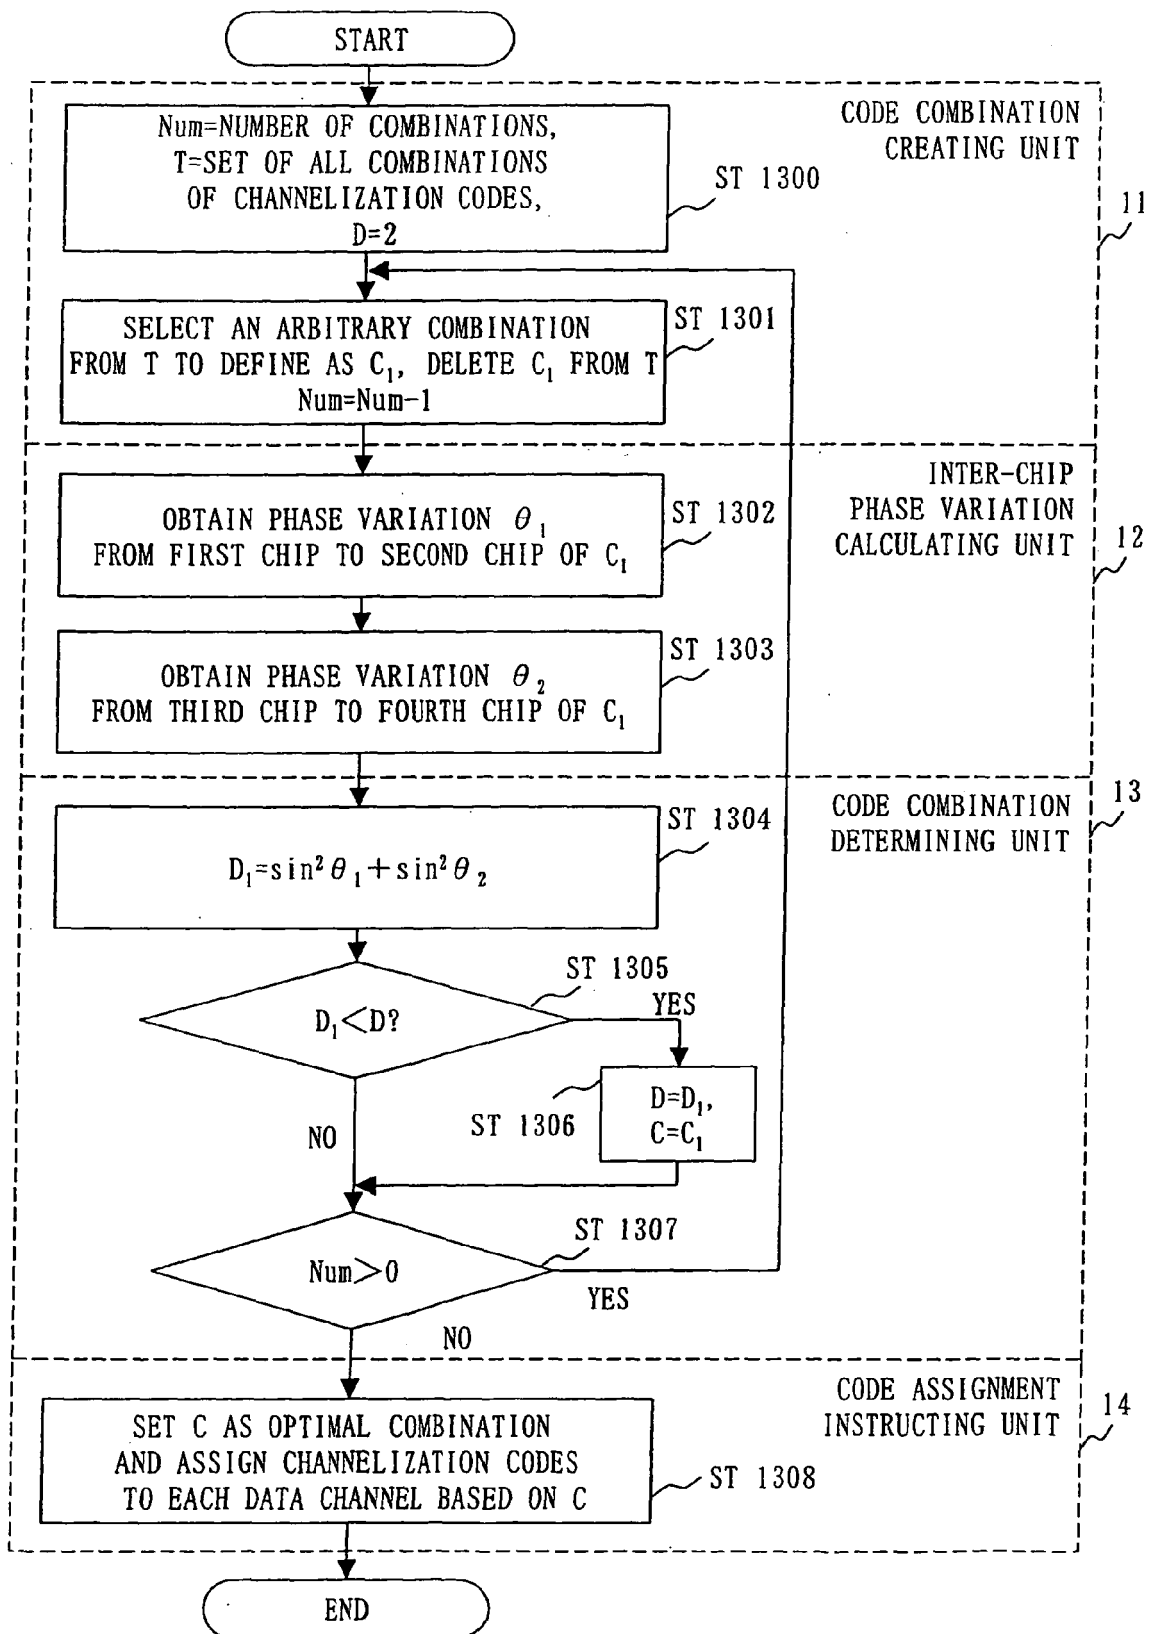 START
CODE COMBINATION
CREATING UNIT
Num=NUMBER OF COMBINATIONS,
T=SET OF ALL COMBINATIONS
OF CHANNELIZATION CODES,
D=2
ST 1300
11
SELECT AN ARBITRARY COMBINATION
FROM T TO DEFINE AS C₁, DELETE C₁ FROM T
Num=Num-1
ST 1301
INTER-CHIP
PHASE VARIATION
CALCULATING UNIT
12
OBTAIN PHASE VARIATION θ₁
FROM FIRST CHIP TO SECOND CHIP OF C₁
ST 1302
OBTAIN PHASE VARIATION θ₂
FROM THIRD CHIP TO FOURTH CHIP OF C₁
ST 1303
CODE COMBINATION
DETERMINING UNIT
13
D₁=sin²θ₁+sin²θ₂
ST 1304
D₁<D?
ST 1305
YES
D=D₁,
C=C₁
ST 1306
NO
Num>0
ST 1307
YES
NO
CODE ASSIGNMENT
INSTRUCTING UNIT
14
SET C AS OPTIMAL COMBINATION
AND ASSIGN CHANNELIZATION CODES
TO EACH DATA CHANNEL BASED ON C
ST 1308
END